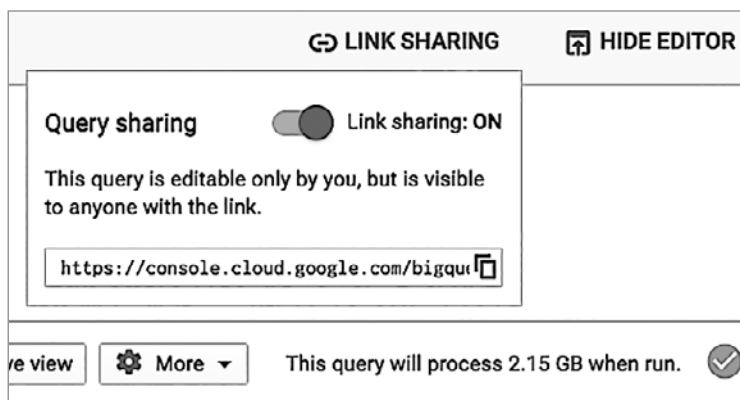 LINK SHARING HIDE EDITOR
Query sharing Link sharing: ON
This query is editable only by you, but is visible
to anyone with the link.
https://console.cloud.google.com/bigqu
view More This query will process 2.15 GB when run.